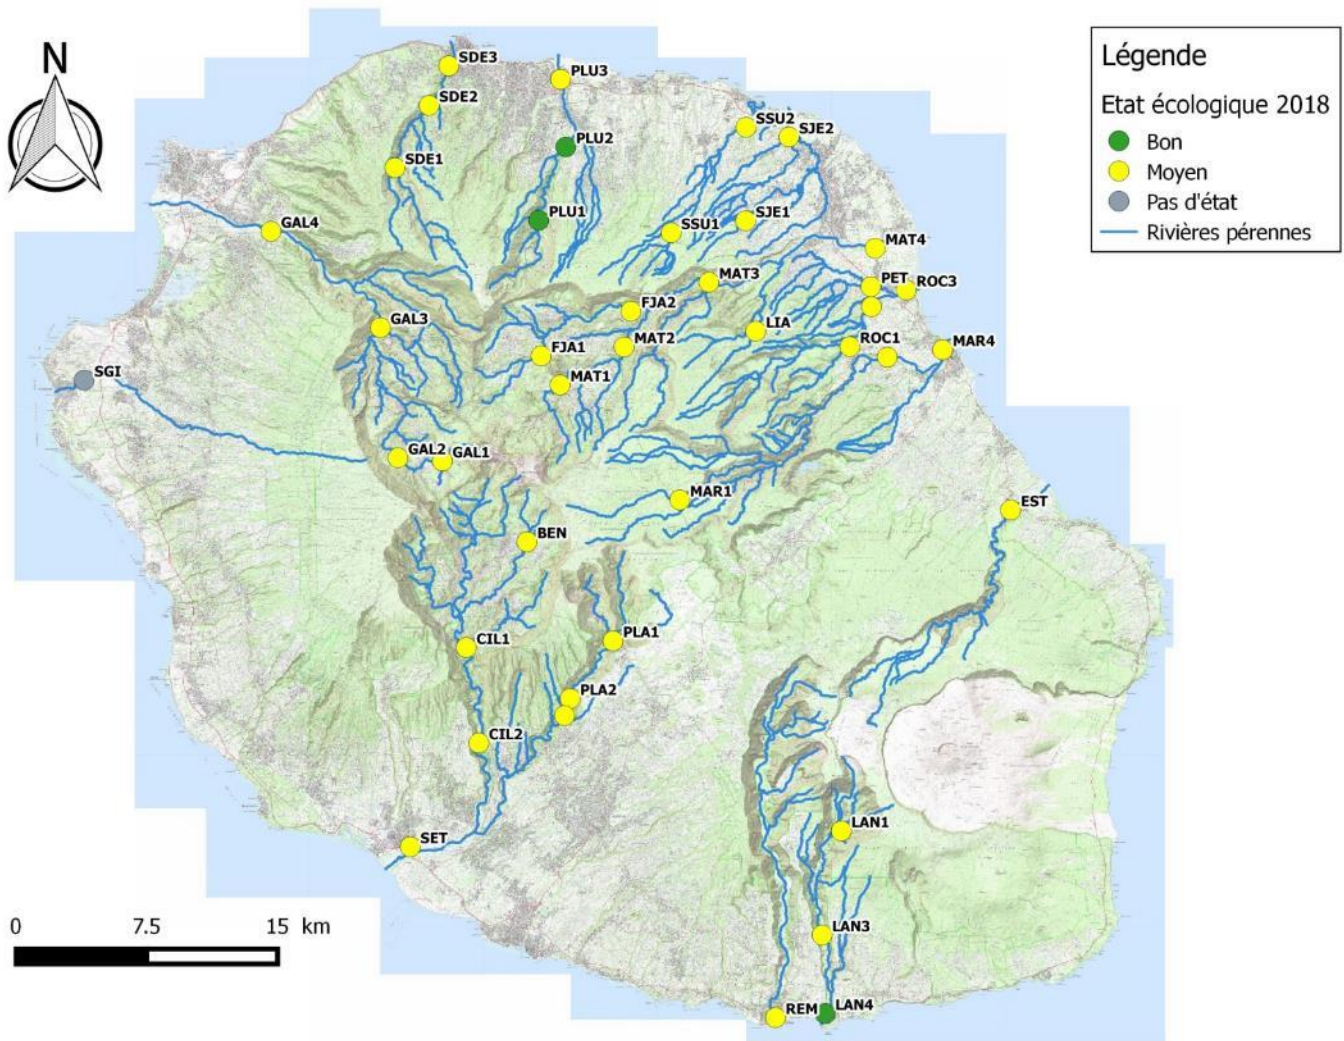 N
Légende
Etat écologique 2018
Bon
Moyen
Pas d'état
Rivières pérennes
SDE3
PLU3
SDE2
SSU2
SJE2
PLU2
SDE1
PLU1
SJE1
GAL4
SSU1
MAT4
MAT3
PET
ROC3
FJA2
GAL3
LIA
MAT2
ROC1
MAR4
FJA1
SGI
MAT1
GAL2
GAL1
MAR1
EST
BEN
CIL1
PLA1
PLA2
CIL2
LAN1
SET
LAN3
REM
LAN4
0 7.5 15 km